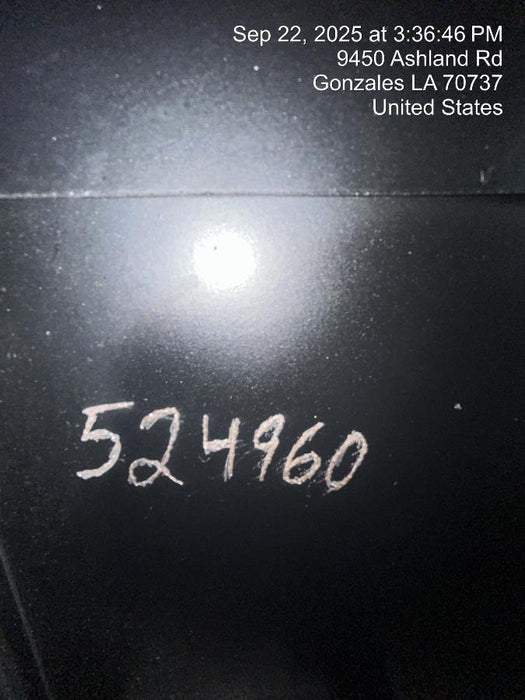 Sep 22, 2025 at 3:36:46 PM
9450 Ashland Rd
Gonzales LA 70737
United States
524960